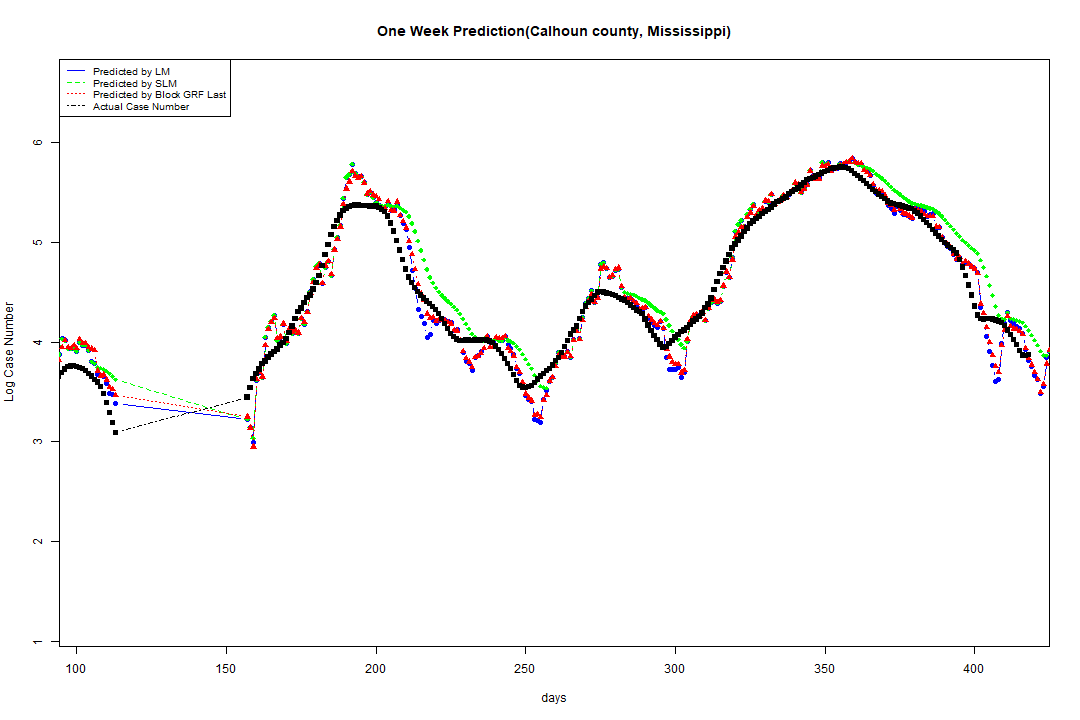 One Week Prediction(Calhoun county, Mississippi)
Predicted by LM
Predicted by SLM
Predicted by Block GRF Last
Actual Case Number
6
5
4
3
2
1
Log Case Number
100 150 200 250 300 350 400
days